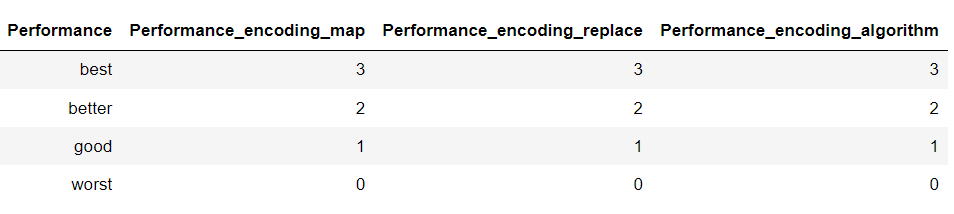 Performance Performance_encoding_map Performance_encoding_replace Performance_encoding_algorithm
best 3 3 3
better 2 2 2
good 1 1 1
worst 0 0 0